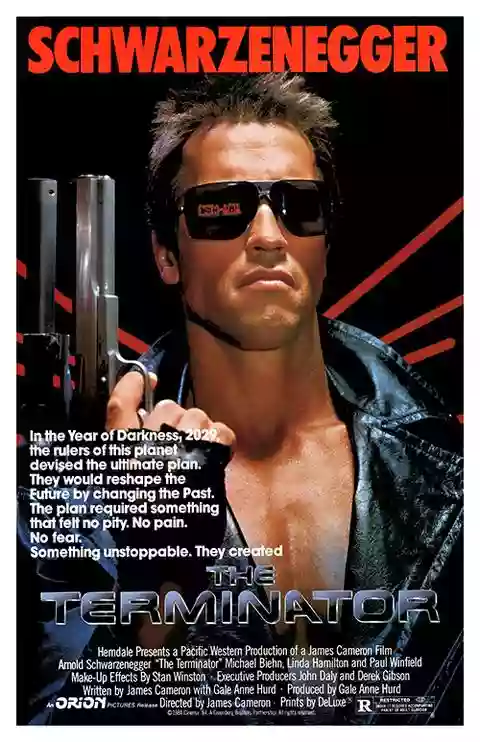 SCHWARZENEGGER
In the Year of Darkness, 2029,
the rulers of this planet
devised the ultimate plan.
They would reshape the
Future by changing the Past.
The plan required something
that felt no pity. No pain.
No fear.
Something unstoppable. They created
THE
TERMINATOR
Hemdale Presents a Pacific Western Production of a James Cameron Film
Arnold Schwarzenegger "The Terminator" Michael Biehn, Linda Hamilton and Paul Winfield
Make-Up Effects By Stan Winston · Executive Producers John Daly and Derek Gibson
Written by James Cameron with Gale Anne Hurd · Produced by Gale Anne Hurd
An ORION PICTURES Release Directed by James Cameron · Prints by DeLuxe
R RESTRICTED